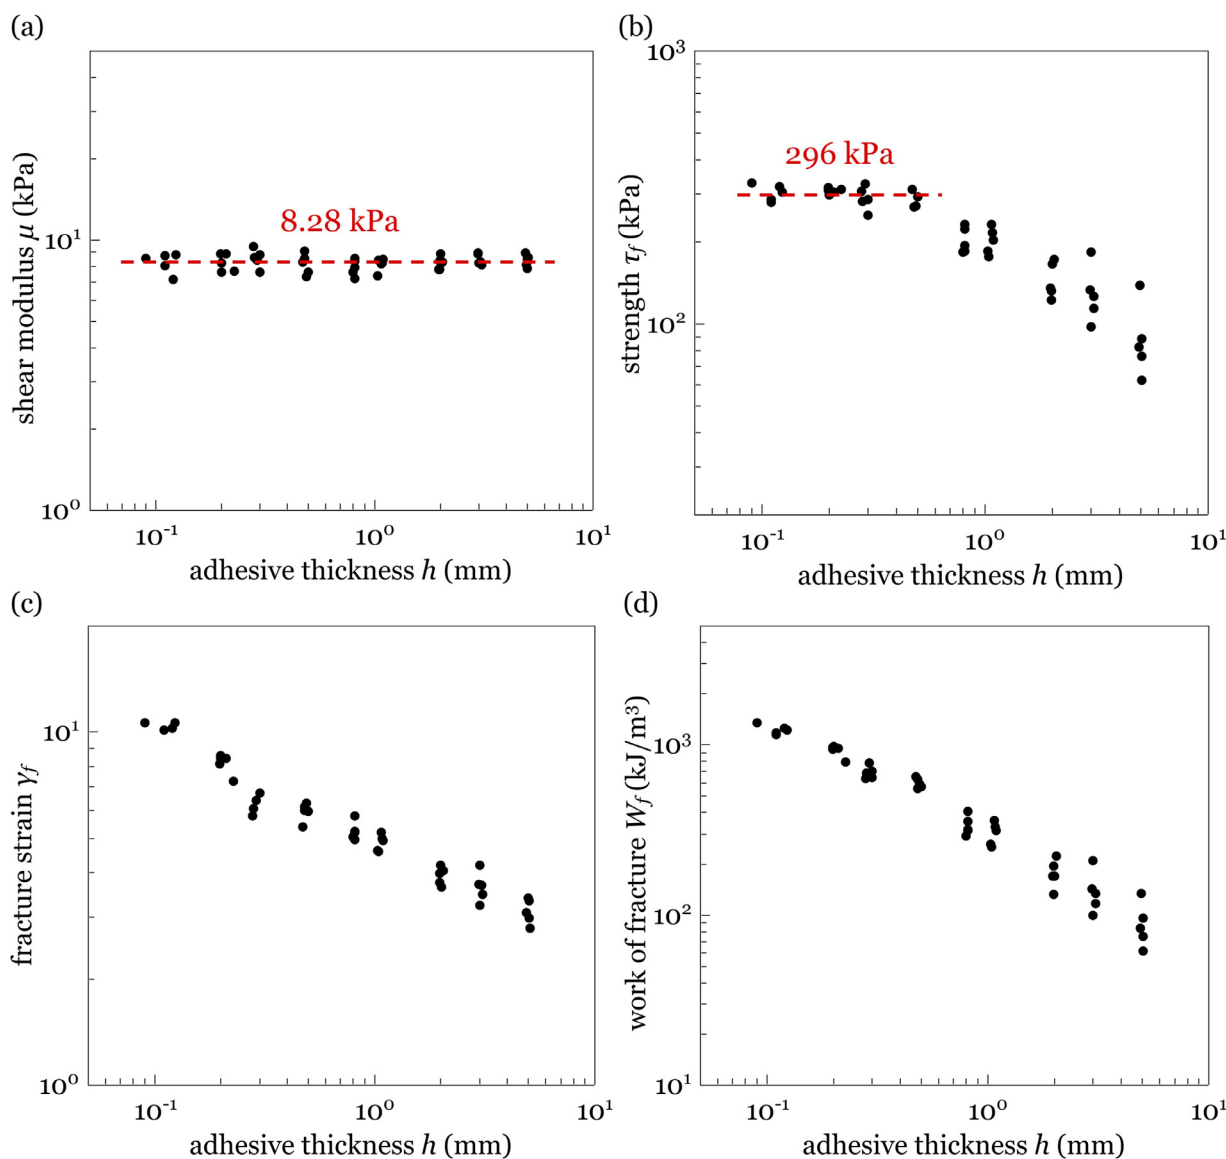 (a)
shear modulus μ (kPa)
10¹
10⁰
8.28 kPa
10⁻¹ 10⁰ 10¹
adhesive thickness h (mm)
(b)
strength τf (kPa)
10³
10²
296 kPa
10⁻¹ 10⁰ 10¹
adhesive thickness h (mm)
(c)
fracture strain γf
10¹
10⁰
10⁻¹ 10⁰ 10¹
adhesive thickness h (mm)
(d)
work of fracture Wf (kJ/m³)
10³
10²
10¹
10⁻¹ 10⁰ 10¹
adhesive thickness h (mm)